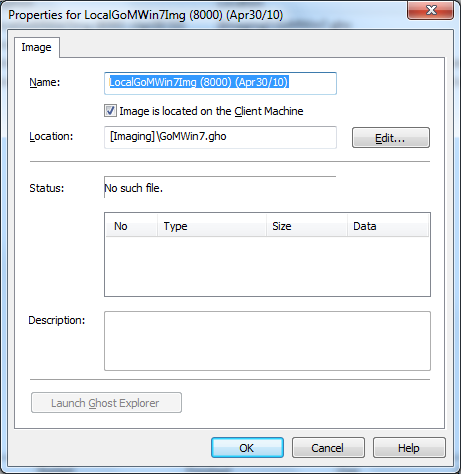 Properties for LocalGoMWin7Img (8000) (Apr30/10)
Image
Name: LocalGoMWin7Img (8000) (Apr30/10)
Image is located on the Client Machine
Location: [Imaging]\GoMWin7.gho Edit...
Status: No such file.
No Type Size Data
Description:
Launch Ghost Explorer
OK Cancel Help